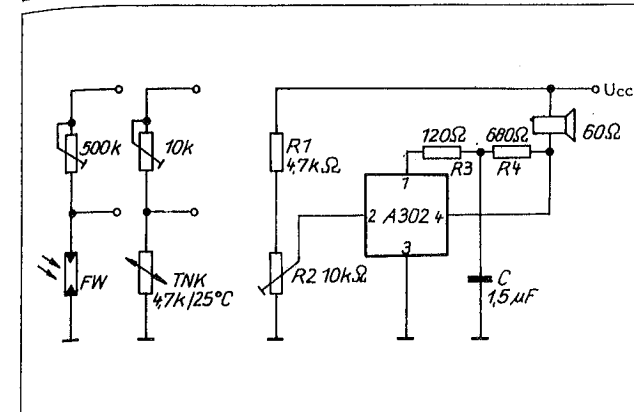 500k
10k
FW
TNK
4,7k/25°C
R1
4,7kΩ
R2 10kΩ
120Ω
R3
680Ω
R4
1
2 A302 4
3
C
1,5µF
Ucc
60Ω